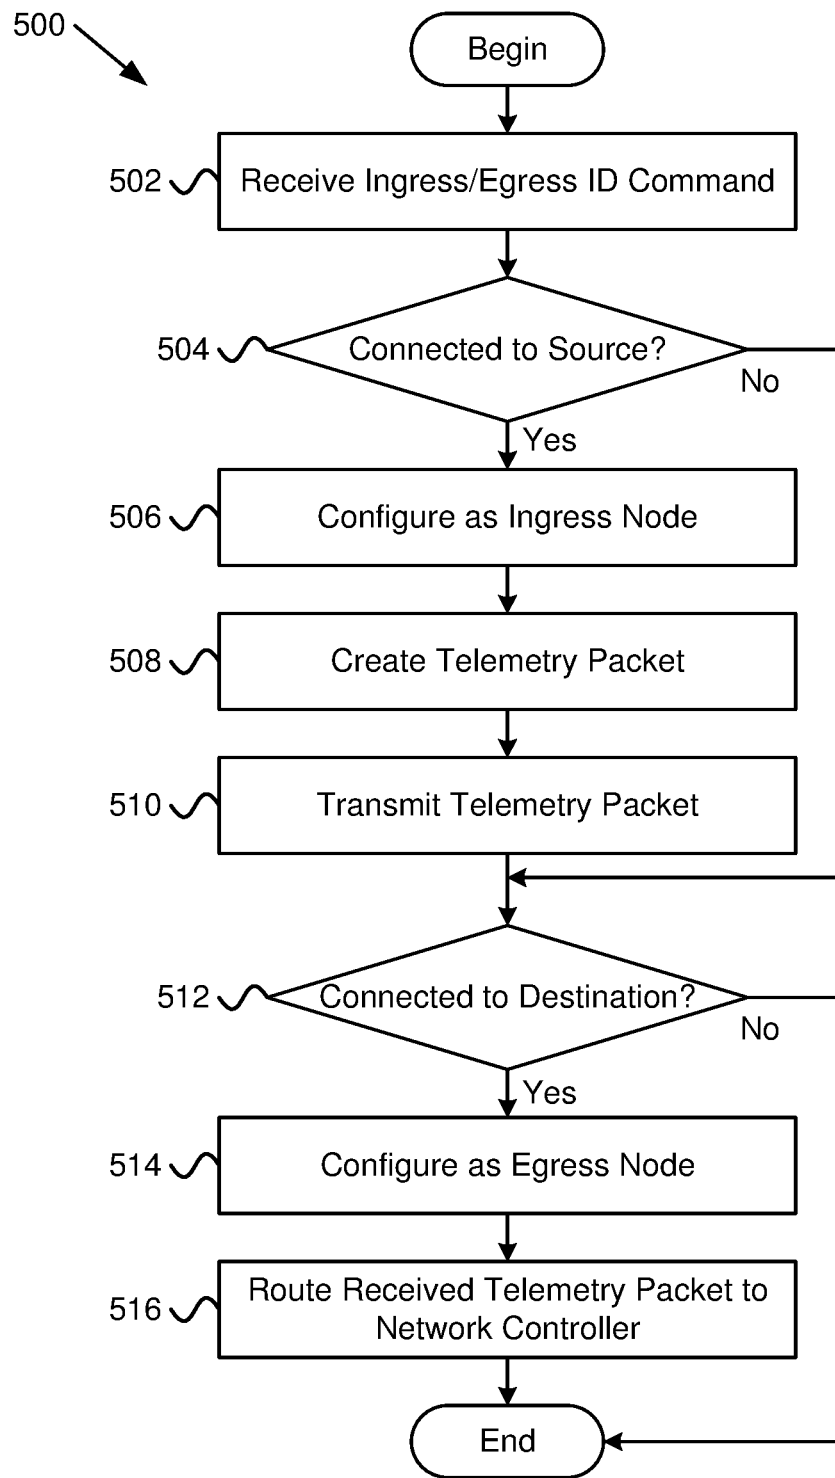 500
Begin
502
Receive Ingress/Egress ID Command
504
Connected to Source?
No
Yes
506
Configure as Ingress Node
508
Create Telemetry Packet
510
Transmit Telemetry Packet
512
Connected to Destination?
No
Yes
514
Configure as Egress Node
516
Route Received Telemetry Packet to
Network Controller
End